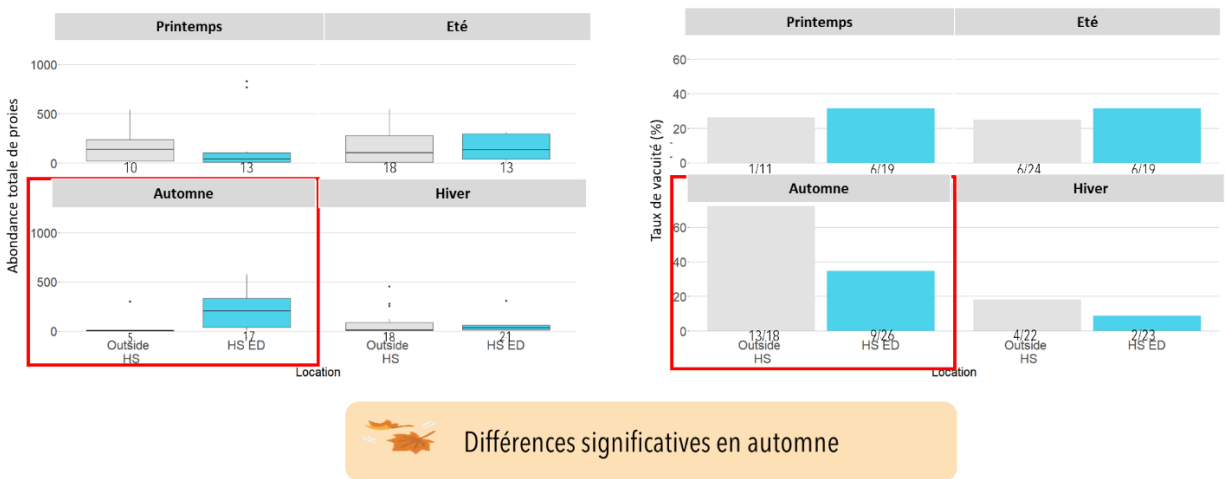 Printemps Eté
1000
500
0
10 13 18 13
Automne Hiver
1000
500
0
5 17 18 21
Outside HS ED Outside HS ED
HS HS
Location
Abondance totale de proies
Printemps Eté
60
40
20
0
1/11 6/19 6/24 6/19
Automne Hiver
60
40
20
0
13/18 9/26 4/22 2/23
Outside HS ED Outside HS ED
HS HS
Location
Taux de vacuité (%)
Différences significatives en automne